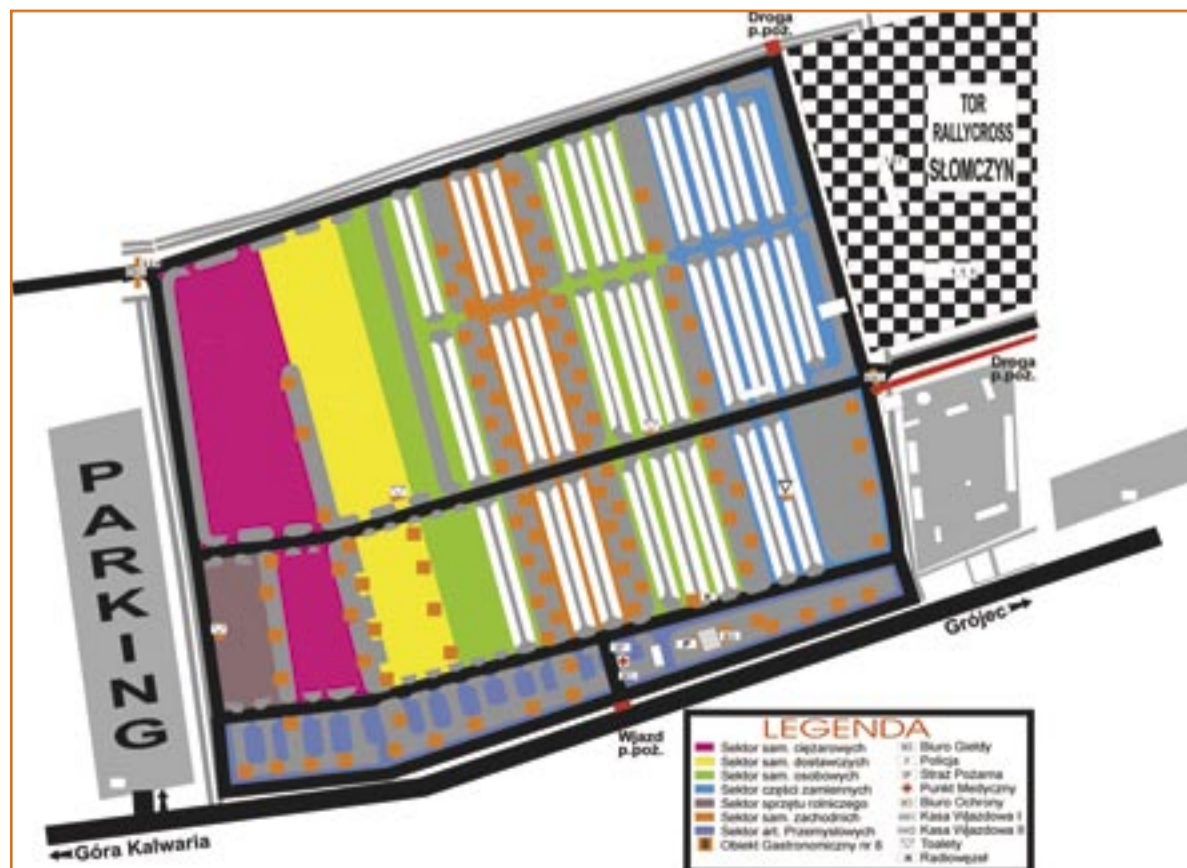 Droga
p.poż.
TOR
RALLYCROSS
SŁOMCZYN
Droga
p.poż.
PARKING
Grójec
Wjazd
p.poż.
Góra Kalwaria
LEGENDA
Sektor sam. ciężarowych
Sektor sam. dostawczych
Sektor sam. osobowych
Sektor części zamiennych
Sektor sprzętu rolniczego
Sektor sam. zachodnich
Sektor art. Przemysłowych
Obiekt Gastronomiczny nr 8
Biuro Giełdy
Policja
Straż Pożarna
Punkt Medyczny
Biuro Ochrony
Kasa Wjazdowa I
Kasa Wjazdowa II
Toalety
Radiowęzeł